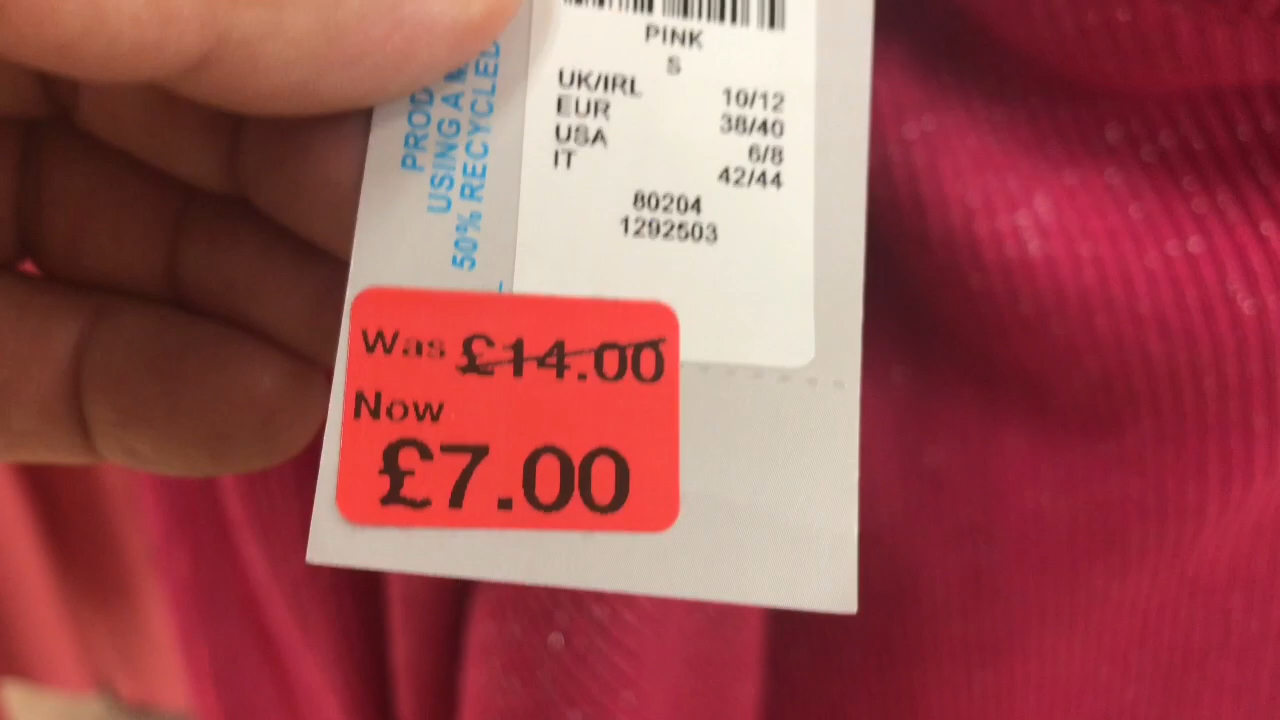 PINK
S
UK/IRL 10/12
EUR 38/40
USA 6/8
IT 42/44
80204
1292503
USING A
50% RECYCLED
Was £14.00
Now
£7.00